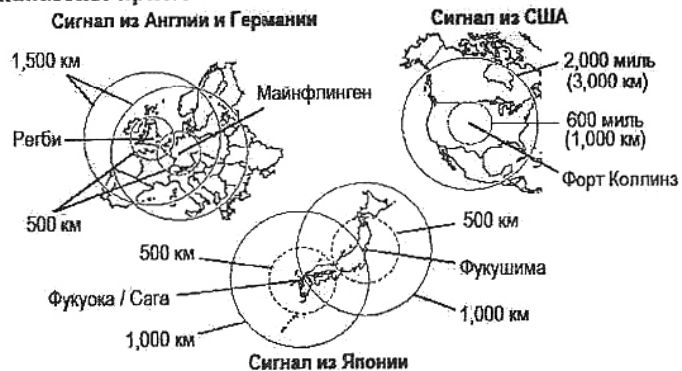 Сигнал из Англии и Германии
1,500 км
Майнфлинген
Регби
500 км
Сигнал из США
2,000 миль
(3,000 км)
600 миль
(1,000 км)
Форт Коллинз
500 км
500 км
Фукушима
Фукуока / Сага
1,000 км
1,000 км
Сигнал из Японии